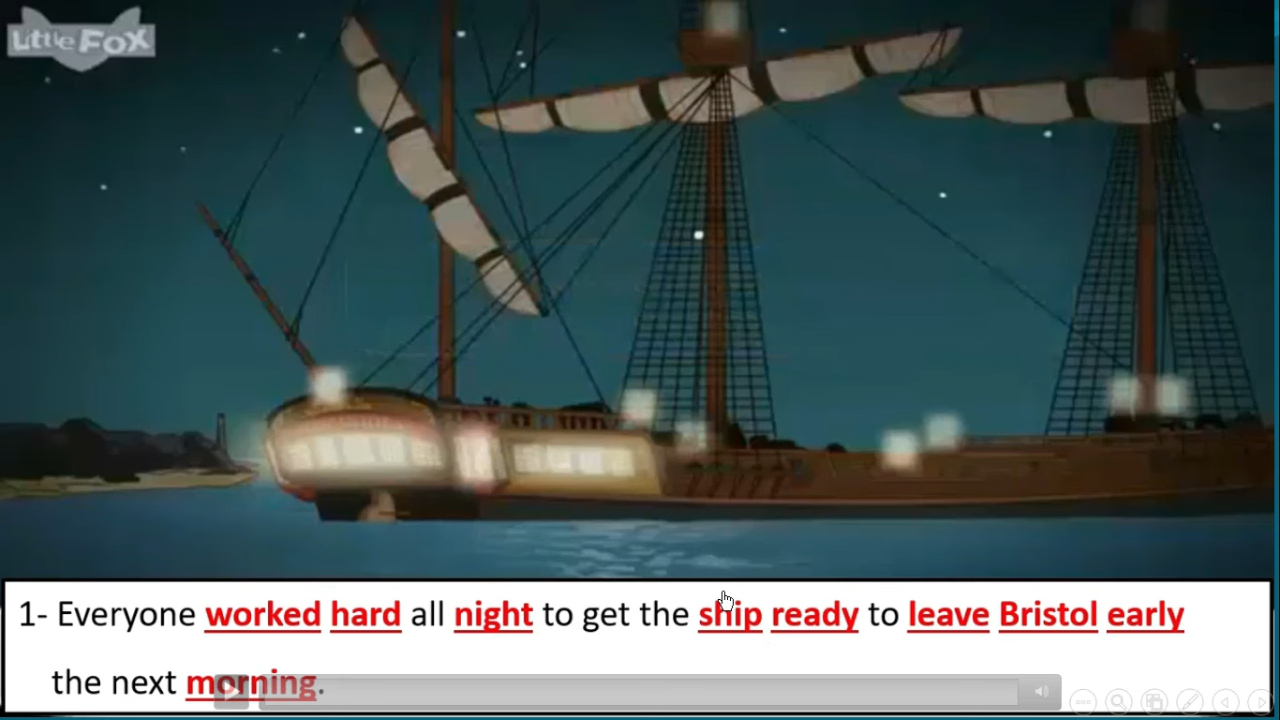 Little Fox
1- Everyone worked hard all night to get the ship ready to leave Bristol early
the next morning.